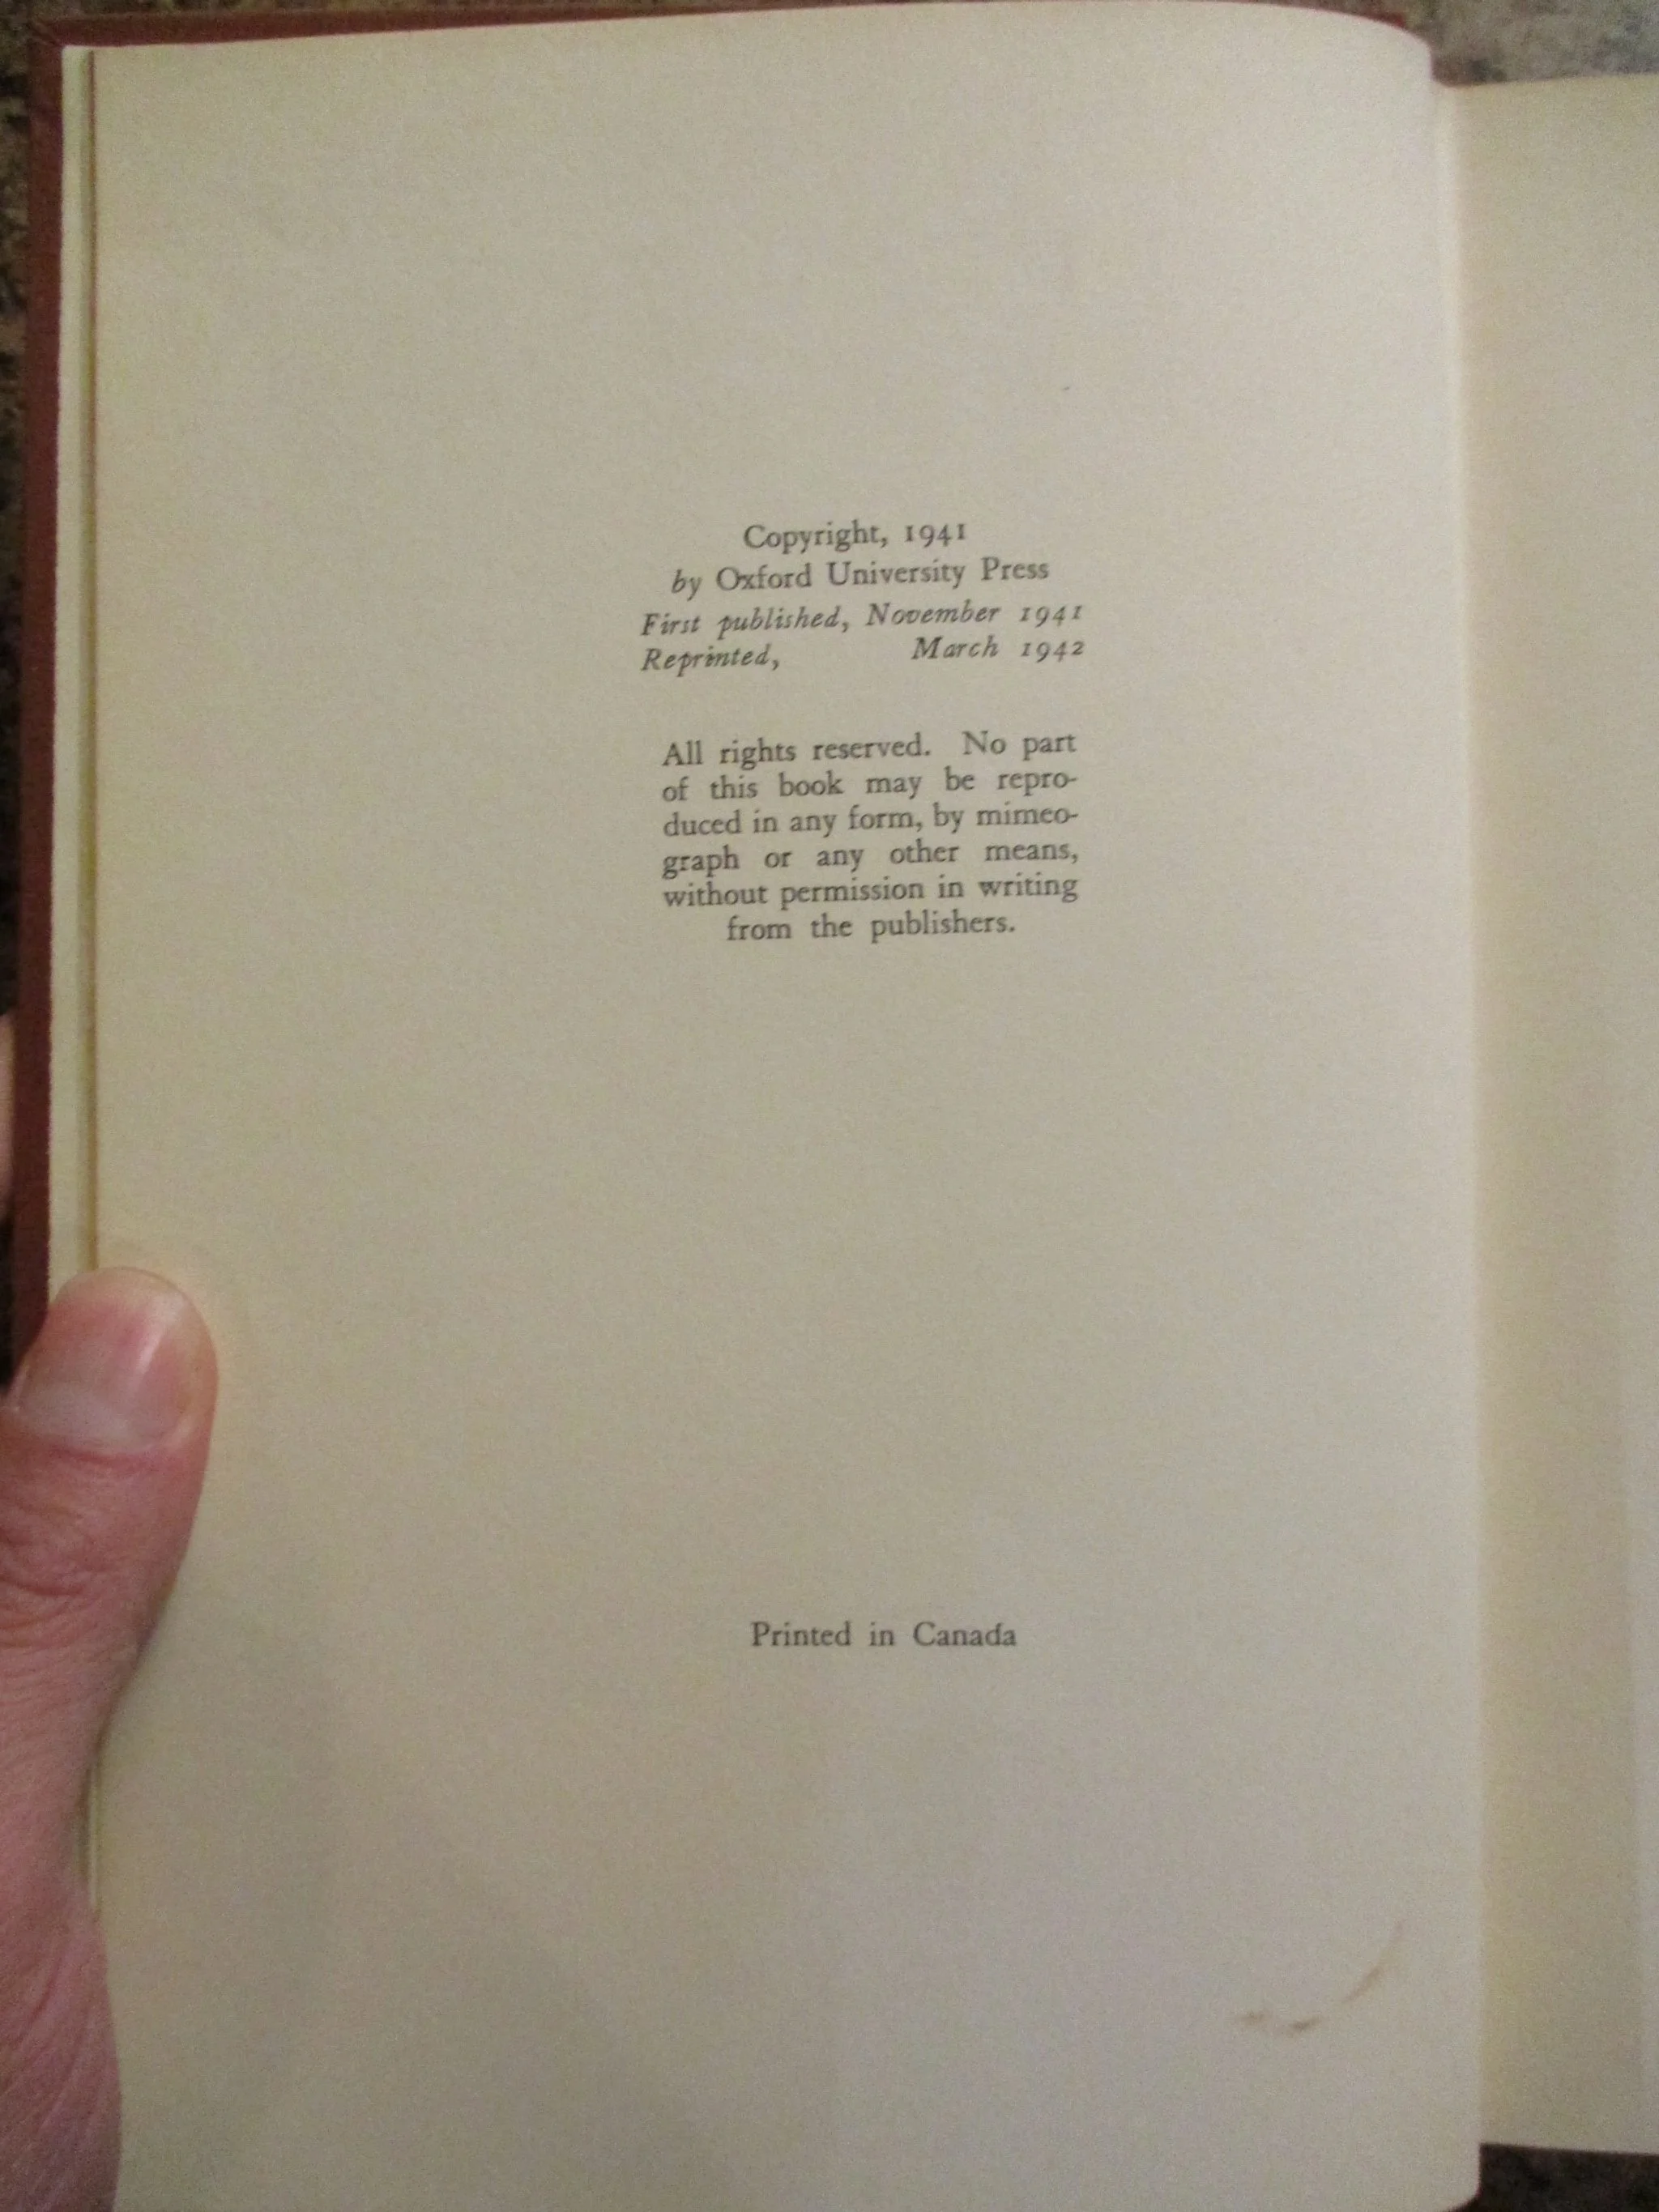 Copyright, 1941
by Oxford University Press
First published, November 1941
Reprinted, March 1942
All rights reserved. No part
of this book may be repro-
duced in any form, by mimeo-
graph or any other means,
without permission in writing
from the publishers.
Printed in Canada